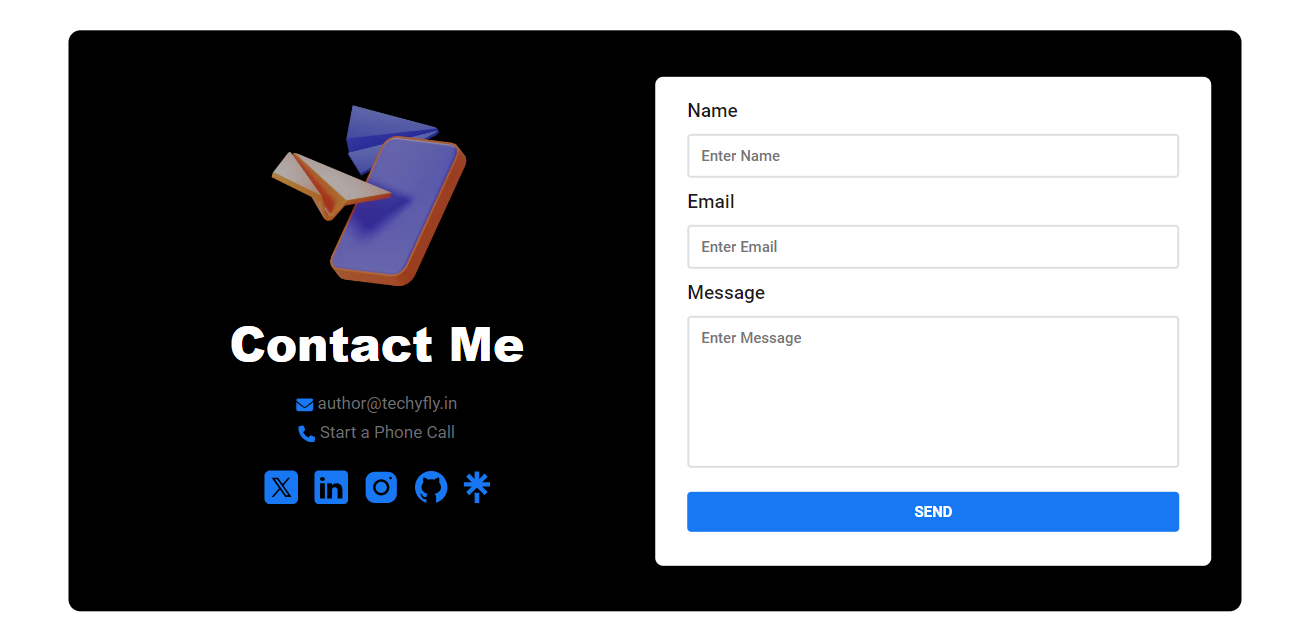 Contact Me
author@techyfly.in
Start a Phone Call
Name
Enter Name
Email
Enter Email
Message
Enter Message
SEND